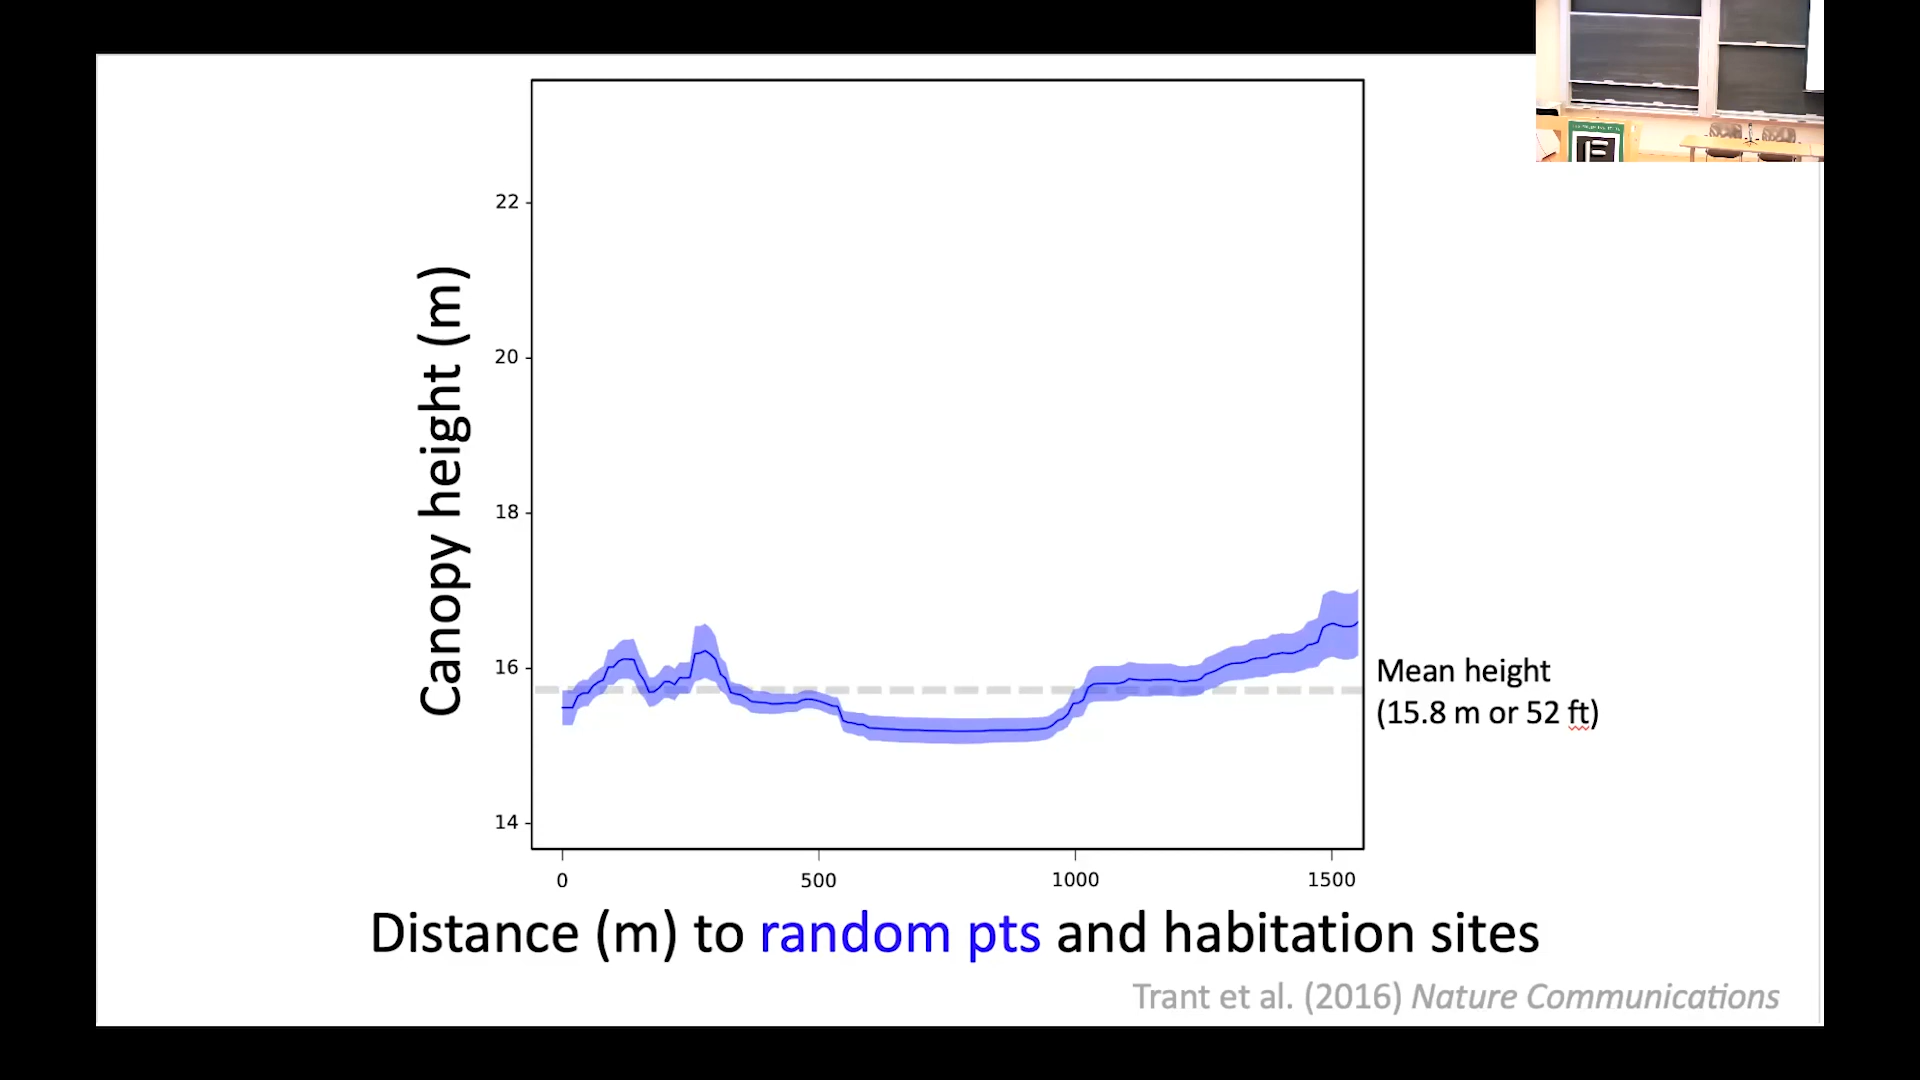 22
20
18
16
14
Canopy height (m)
Mean height
(15.8 m or 52 ft)
0 500 1000 1500
Distance (m) to random pts and habitation sites
Trant et al. (2016) Nature Communications